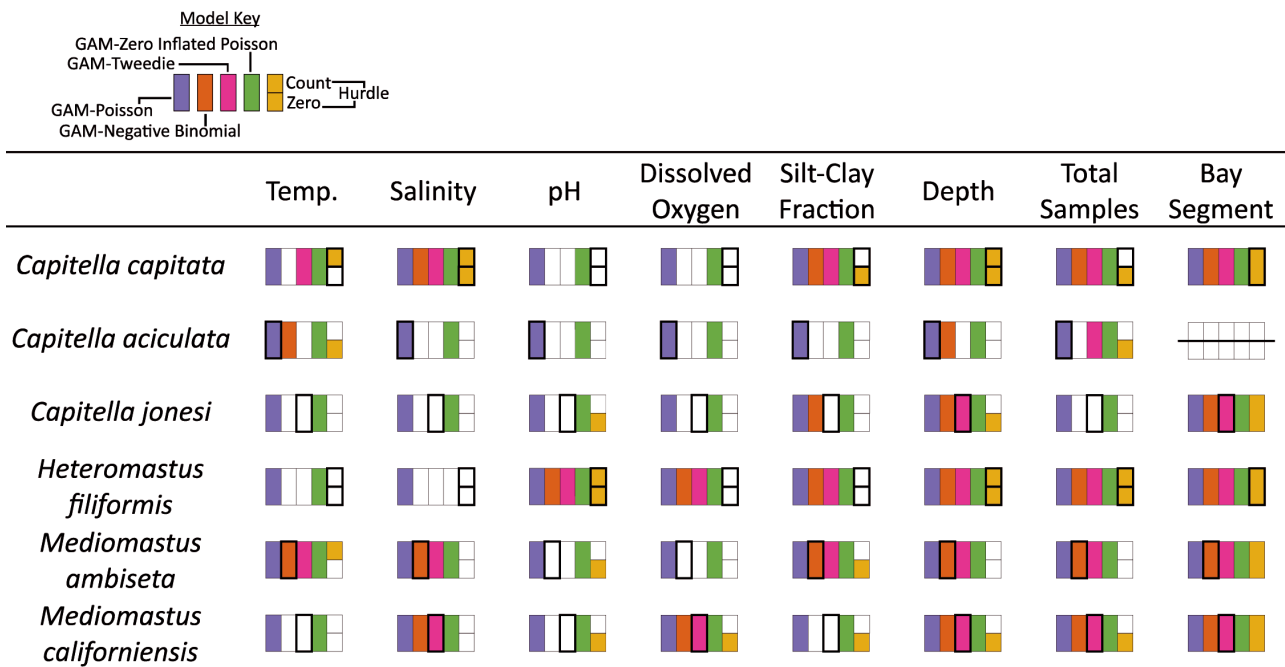 Model Key
GAM-Zero Inflated Poisson
GAM-Tweedie
Count
Hurdle
Zero
GAM-Poisson
GAM-Negative Binomial
Temp.
Salinity
pH
Dissolved
Oxygen
Silt-Clay
Fraction
Depth
Total
Samples
Bay
Segment
Capitella capitata
Capitella aciculata
Capitella jonesi
Heteromastus
filiformis
Mediomastus
ambiseta
Mediomastus
californiensis